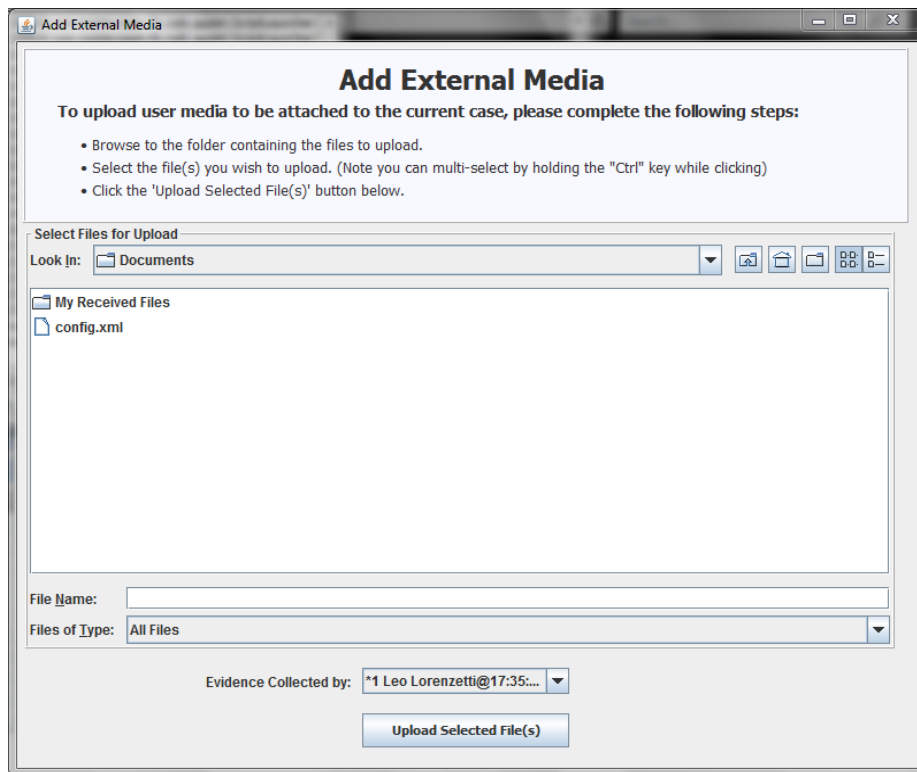 Add External Media
Add External Media
To upload user media to be attached to the current case, please complete the following steps:
• Browse to the folder containing the files to upload.
• Select the file(s) you wish to upload. (Note you can multi-select by holding the "Ctrl" key while clicking)
• Click the 'Upload Selected File(s)' button below.
Select Files for Upload
Look In: Documents
My Received Files
config.xml
File Name:
Files of Type: All Files
Evidence Collected by: *1 Leo Lorenzetti@17:35:...
Upload Selected File(s)